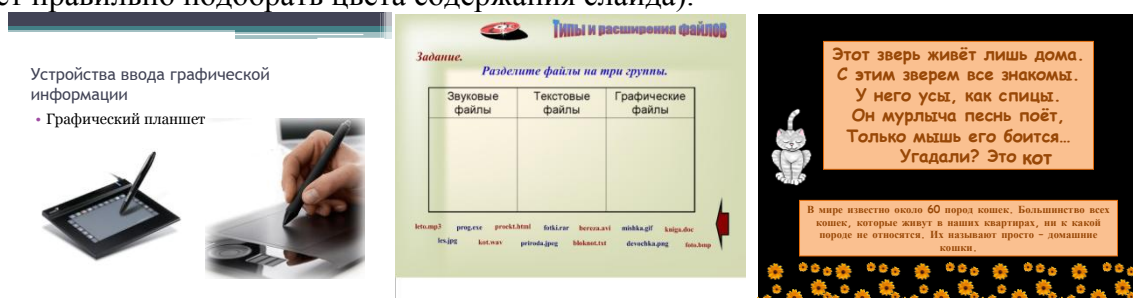 ет правильно подобрать цвета содержания слайда).
Устройства ввода графической
информации
• Графический планшет
Типы и расширения файлов
Задание.
Разделите файлы на три группы.
Звуковые файлы
Текстовые файлы
Графические файлы
leto.mp3 prog.exe proekt.html fotki.rar bereza.avi mishka.gif kniga.doc
les.jpg kot.wav priroda.jpeg bloknot.txt devochka.png foto.bmp
Этот зверь живёт лишь дома.
С этим зверем все знакомы.
У него усы, как спицы.
Он мурлыча песнь поёт,
Только мышь его боится…
Угадали? Это кот
В мире известно около 60 пород кошек. Большинство всех
кошек, которые живут в наших квартирах, ни к какой
породе не относятся. Их называют просто – домашние
кошки.